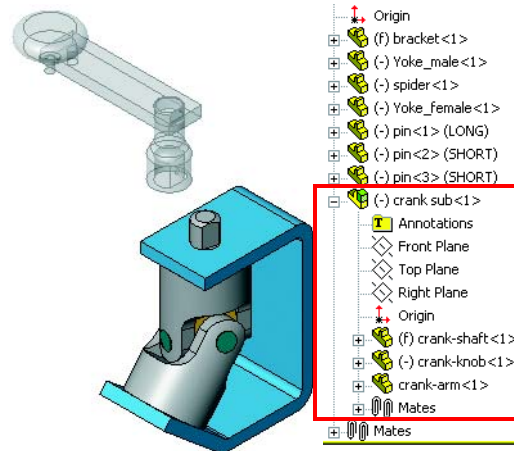 Origin
(f) bracket<1>
(-) Yoke_male<1>
(-) spider<1>
(-) Yoke_female<1>
(-) pin<1> (LONG)
(-) pin<2> (SHORT)
(-) pin<3> (SHORT)
(-) crank sub<1>
Annotations
Front Plane
Top Plane
Right Plane
Origin
(f) crank-shaft<1>
(-) crank-knob<1>
crank-arm<1>
Mates
Mates